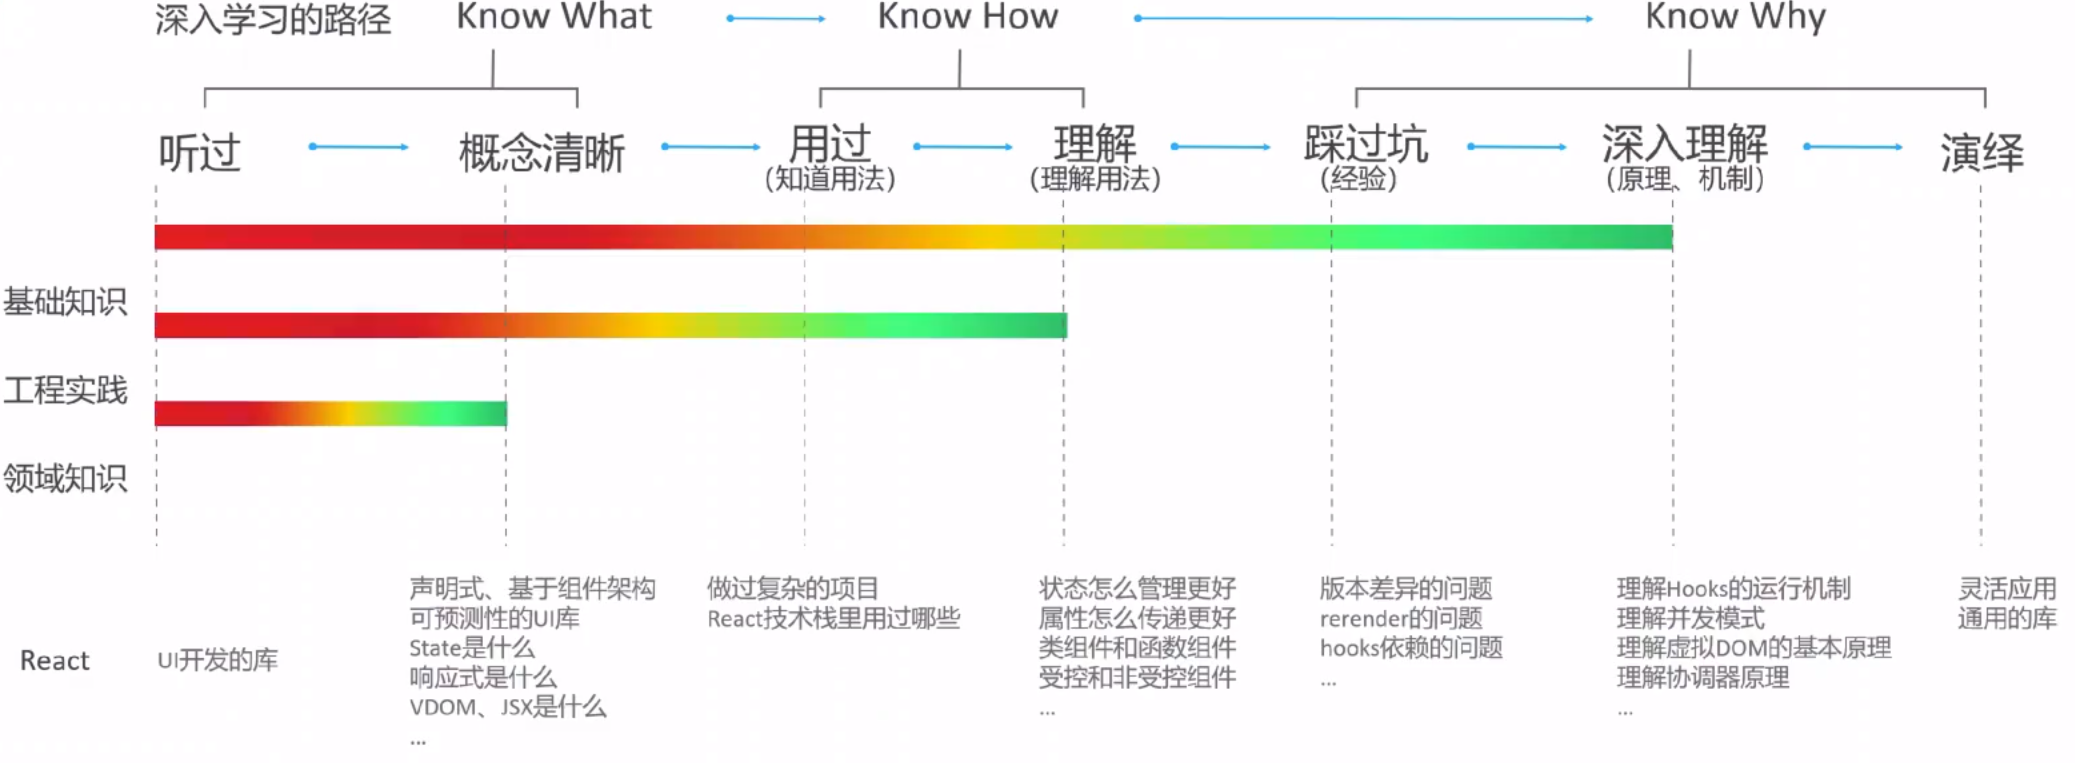 深入学习的路径
Know What
Know How
Know Why
听过
概念清晰
用过
(知道用法)
理解
(理解用法)
踩过坑
(经验)
深入理解
(原理、机制)
演绎
基础知识
工程实践
领域知识
React
UI开发的库
声明式、基于组件架构
可预测性的UI库
State是什么
响应式是什么
VDOM、JSX是什么
...
做过复杂的项目
React技术栈里用过哪些
状态怎么管理更好
属性怎么传递更好
类组件和函数组件
受控和非受控组件
...
版本差异的问题
rerender的问题
hooks依赖的问题
...
理解Hooks的运行机制
理解并发模式
理解虚拟DOM的基本原理
理解协调器原理
...
灵活应用
通用的库